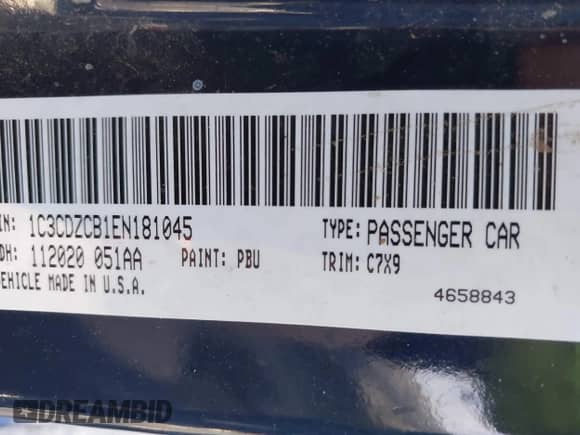 IN: 1C3CDZCB1EN181045 TYPE: PASSENGER CAR
DH: 112020 051AA PAINT: PBU TRIM: C7X9
EHICLE MADE IN U.S.A.
4658843
DREAMBID